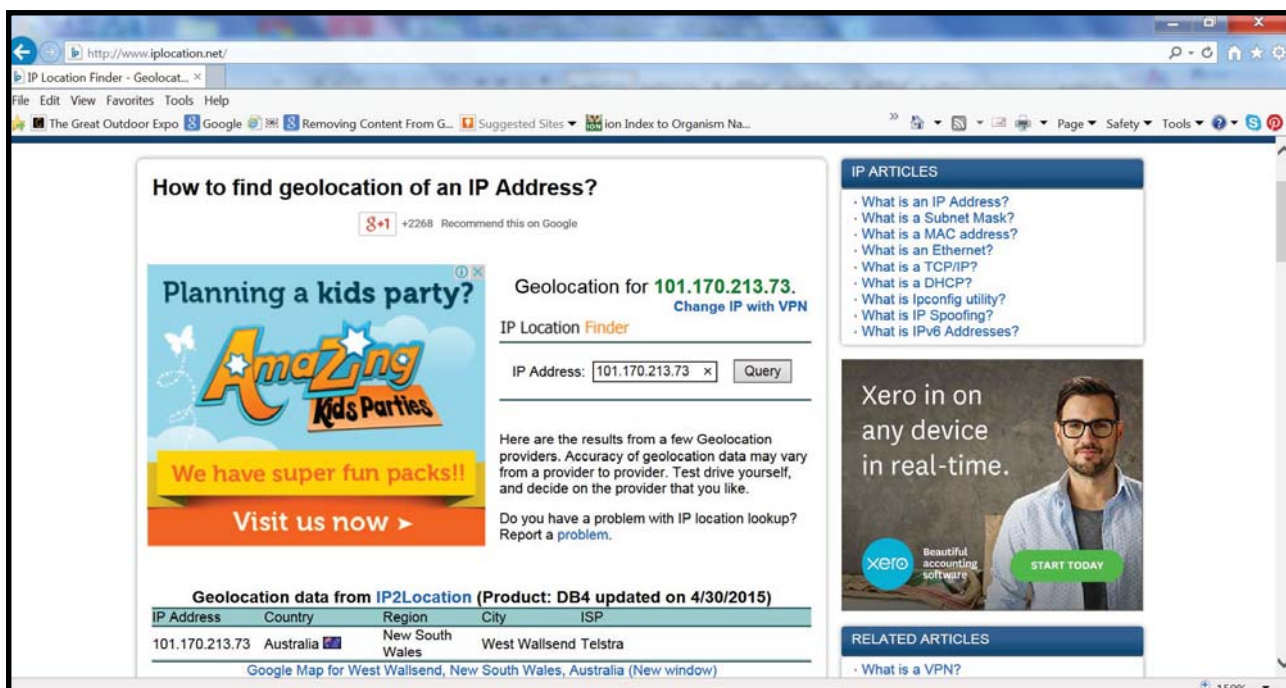 http://www.iplocation.net/
IP Location Finder - Geolocat...
File Edit View Favorites Tools Help
The Great Outdoor Expo Google Removing Content From G... Suggested Sites ion Index to Organism Na... » Page Safety Tools
How to find geolocation of an IP Address?
g+1 +2268 Recommend this on Google
Planning a kids party?
Amazing
Kids Parties
We have super fun packs!!
Visit us now ➤
Geolocation for 101.170.213.73.
Change IP with VPN
IP Location Finder
IP Address: 101.170.213.73 × Query
Here are the results from a few Geolocation
providers. Accuracy of geolocation data may vary
from a provider to provider. Test drive yourself,
and decide on the provider that you like.
Do you have a problem with IP location lookup?
Report a problem.
Geolocation data from IP2Location (Product: DB4 updated on 4/30/2015)
IP Address Country Region City ISP
101.170.213.73 Australia New South Wales West Wallsend Telstra
Google Map for West Wallsend, New South Wales, Australia (New window)
IP ARTICLES
· What is an IP Address?
· What is a Subnet Mask?
· What is a MAC address?
· What is an Ethernet?
· What is a TCP/IP?
· What is a DHCP?
· What is Ipconfig utility?
· What is IP Spoofing?
· What is IPv6 Addresses?
Xero in on
any device
in real-time.
xero
Beautiful
accounting
software
START TODAY
RELATED ARTICLES
· What is a VPN?
150%